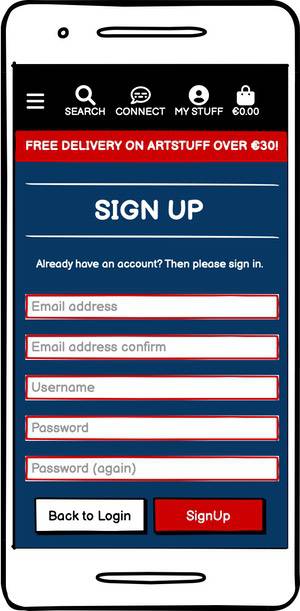 SEARCH CONNECT MY STUFF €0.00
FREE DELIVERY ON ARTSTUFF OVER €30!
SIGN UP
Already have an account? Then please sign in.
Email address
Email address confirm
Username
Password
Password (again)
Back to Login SignUp